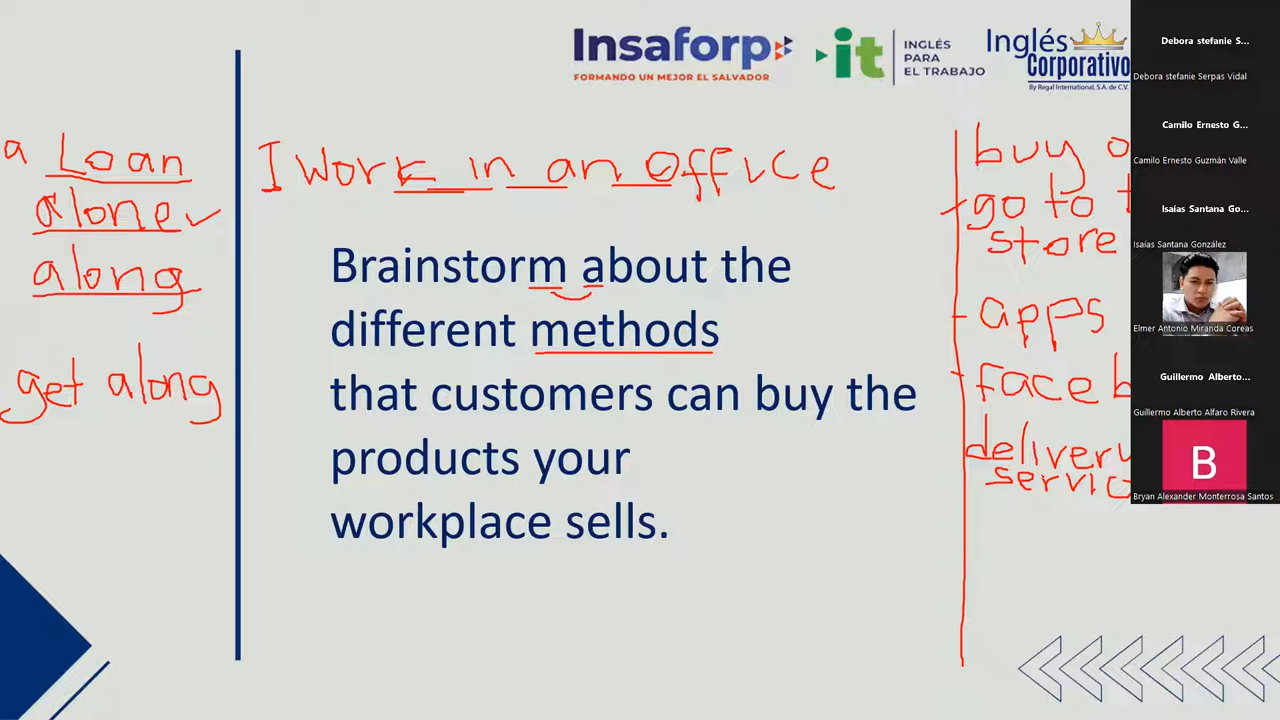 Insaforp
FORMANDO UN MEJOR EL SALVADOR
it
INGLÉS
PARA
EL TRABAJO
Inglés
Corporativo
By Regal International, S.A. de C.V.
a Loan
alone
along
get along
I Work in an Office
Brainstorm about the
different methods
that customers can buy the
products your
workplace sells.
buy
go to
store
apps
face
delivery
Debora stefanie S...
Debora stefanie Serpas Vidal
Camilo Ernesto G...
Camilo Ernesto Guzmán Valle
Isaías Santana Go...
Isaías Santana González
Elmer Antonio Miranda Coreas
Guillermo Alberto...
Guillermo Alberto Alfaro Rivera
B
Bryan Alexander Monterrosa Santos